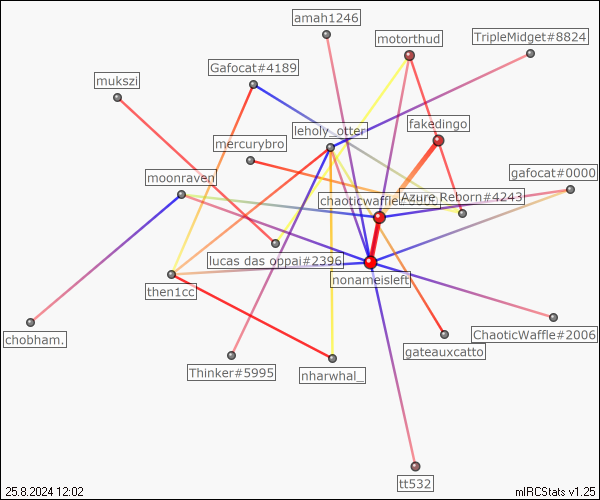 amah1246
motorthud
TripleMidget#8824
Gafocat#4189
mukszi
leholy_otter
fakedingo
mercurybro
moonraven
gafocat#0000
Azure Reborn#4243
chaoticwaffle
lucas das oppai#2396
nonameisleft
then1cc
chobham.
ChaoticWaffle#2006
gateauxcatto
Thinker#5995
nharwhal_
tt532
25.8.2024 12:02
mIRCStats v1.25